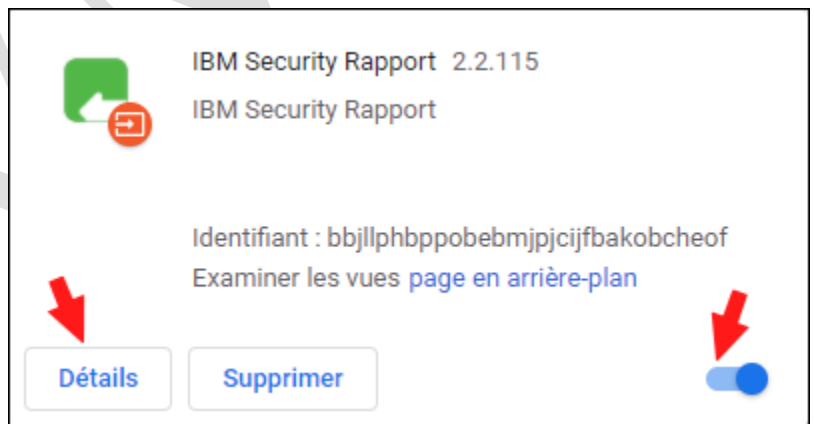 IBM Security Rapport 2.2.115
IBM Security Rapport
Identifiant : bbjllphbppobebmjpjcijfbakobcheof
Examiner les vues page en arrière-plan
Détails Supprimer